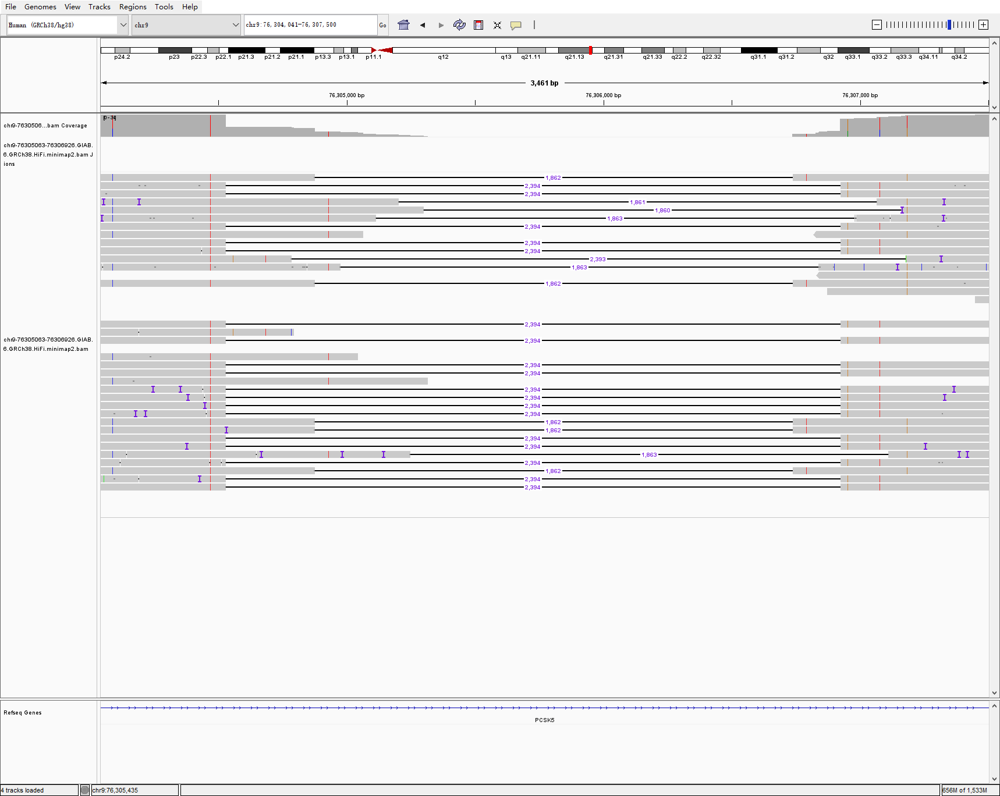 File Genomes View Tracks Regions Tools Help
Human (GRCh38/hg38) chr9 chr9:76,304,041-76,307,500 Go
p24.2 p23 p22.3 p22.1 p21.3 p21.2 p21.1 p13.3 p13.1 p11.1 q12 q13 q21.11 q21.13 q21.31 q21.33 q22.2 q22.32 q31.1 q31.2 q32 q33.1 q33.2 q33.3 q34.11 q34.2
3,461 bp
76,305,000 bp 76,306,000 bp 76,307,000 bp
chr9-7630506...bam Coverage
chr9-76305063-76306926.GIAB.
6.GRCh38.HiFi.minimap2.bam J
ions
1,862
2,394
2,394
1,861
1,860
1,863
2,394
2,394
2,394
2,393
1,863
1,862
2,394
chr9-76305063-76306926.GIAB.
6.GRCh38.HiFi.minimap2.bam
2,394
2,394
2,394
2,394
2,394
2,394
2,394
1,862
1,862
2,394
2,394
1,863
2,394
1,862
2,394
2,394
Refseq Genes
PCSK5
4 tracks loaded chr9:76,305,435 656M of 1,533M